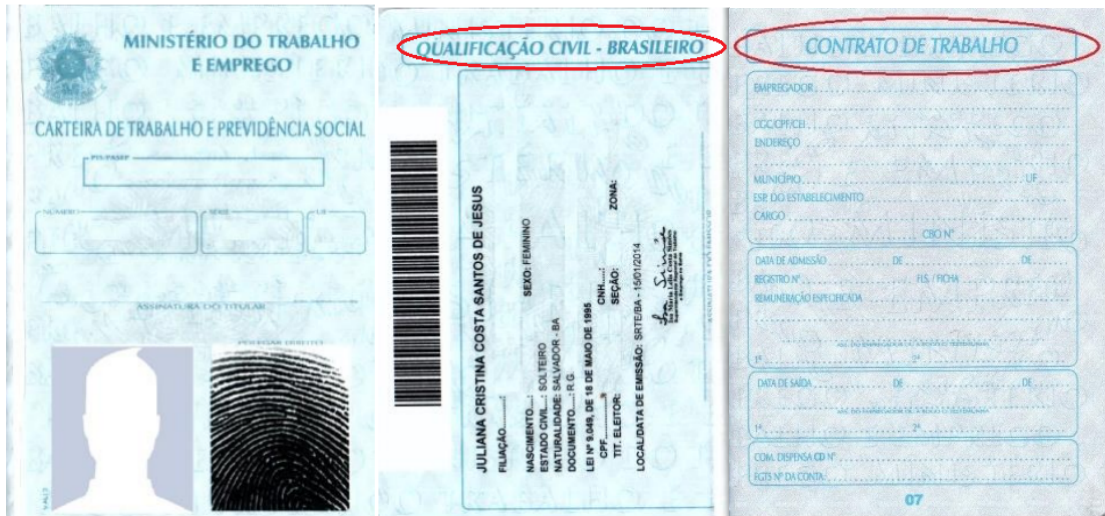 MINISTÉRIO DO TRABALHO
E EMPREGO
CARTEIRA DE TRABALHO E PREVIDÊNCIA SOCIAL
PIS/PASEP
NÚMERO
SÉRIE
UF
ASSINATURA DO TITULAR
POLEGAR DIREITO
QUALIFICAÇÃO CIVIL - BRASILEIRO
JULIANA CRISTINA COSTA SANTOS DE JESUS
FILIAÇÃO.........:
NASCIMENTO....: SEXO: FEMININO
ESTADO CIVIL....: SOLTEIRO
NATURALIDADE: SALVADOR - BA
DOCUMENTO....: R.G.
LEI Nº 9.049, DE 18 DE MAIO DE 1995
CPF............: CNH.....:
TIT. ELEITOR: SEÇÃO: ZONA:
LOCAL/DATA DE EMISSÃO: SRTE/BA - 15/01/2014
CONTRATO DE TRABALHO
EMPREGADOR
CGC/CPF/CEI
ENDEREÇO
MUNICÍPIO UF
ESP. DO ESTABELECIMENTO
CARGO
CBO Nº
DATA DE ADMISSÃO DE DE
REGISTRO Nº FLS. / FICHA
REMUNERAÇÃO ESPECIFICADA
1º 2ª
DATA DE SAÍDA DE DE
1º 2ª
COM. DISPENSA CD Nº
FGTS Nº DA CONTA:
07